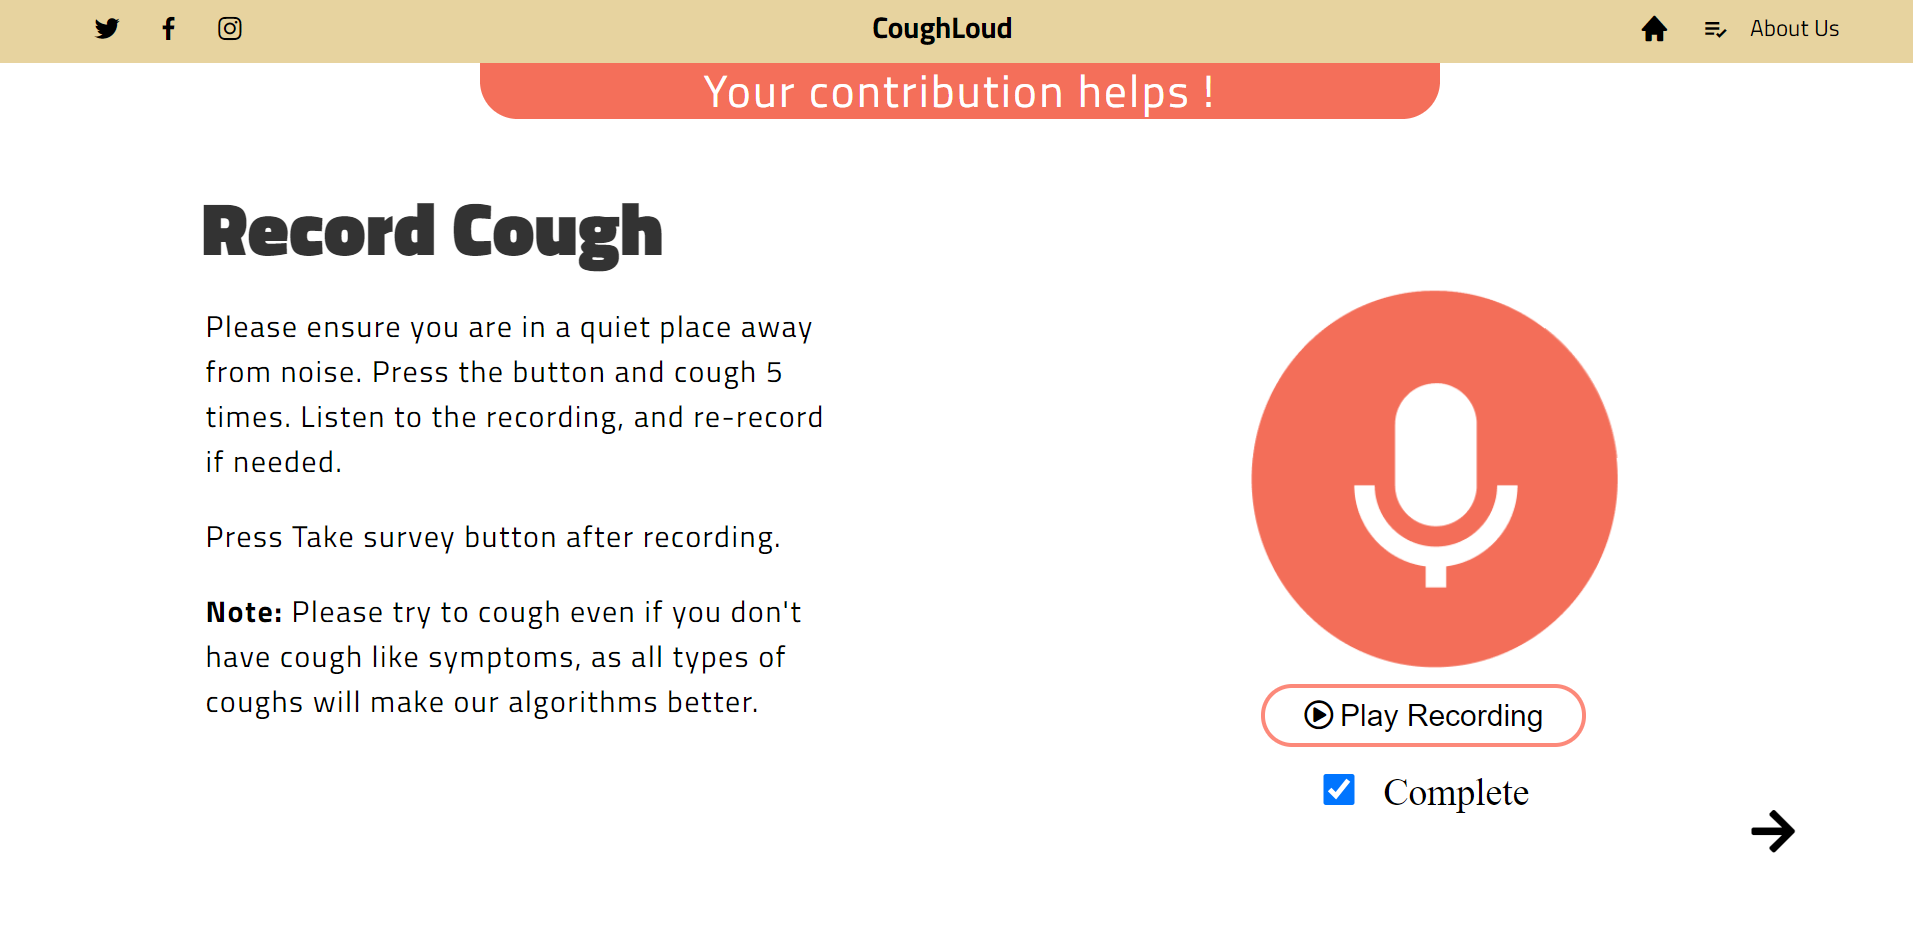 CoughLoud
About Us
Your contribution helps !
Record Cough
Please ensure you are in a quiet place away
from noise. Press the button and cough 5
times. Listen to the recording, and re-record
if needed.
Press Take survey button after recording.
Note: Please try to cough even if you don't
have cough like symptoms, as all types of
coughs will make our algorithms better.
Play Recording
Complete